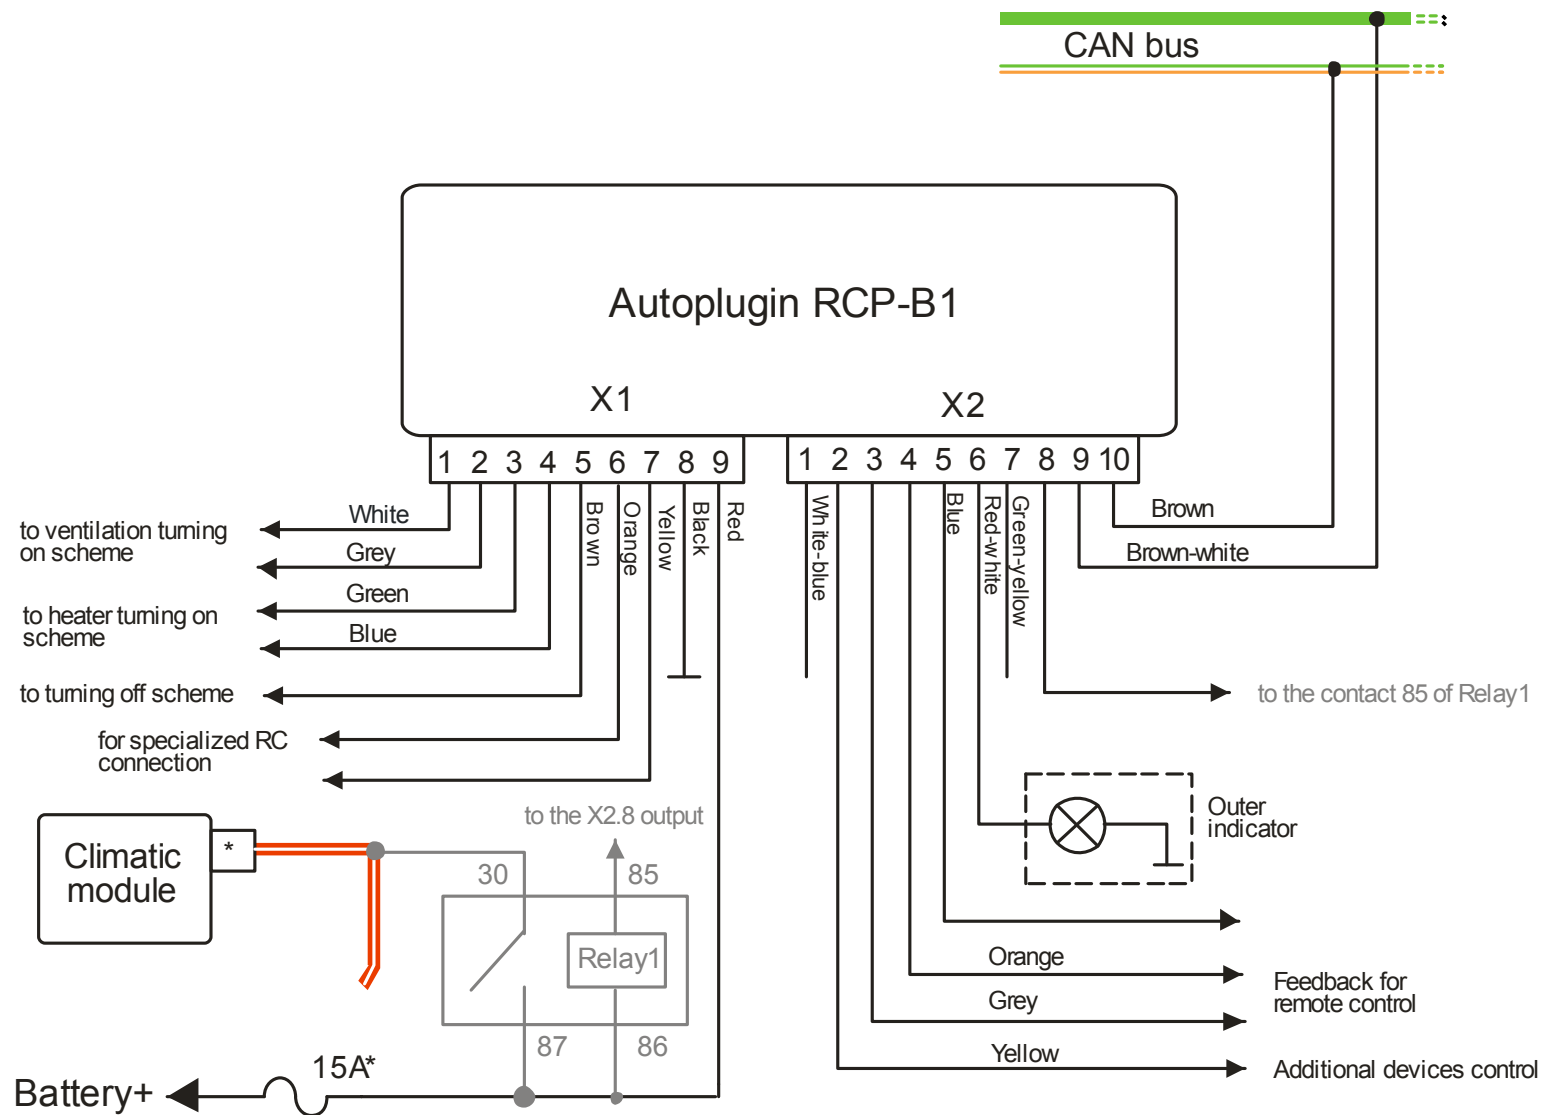 CAN bus
Autoplugin RCP-B1
X1
X2
1 2 3 4 5 6 7 8 9
1 2 3 4 5 6 7 8 9 10
White
Grey
Green
Blue
Brown
Orange
Yellow
Black
Red
White-blue
Blue
Red-white
Green-yellow
Brown
Brown-white
to ventilation turning
on scheme
to heater turning on
scheme
to turning off scheme
for specialized RC
connection
to the contact 85 of Relay1
to the X2.8 output
Outer
indicator
Climatic
module
*
30
85
Relay1
87
86
Orange
Grey
Yellow
Feedback for
remote control
Additional devices control
15A*
Battery+